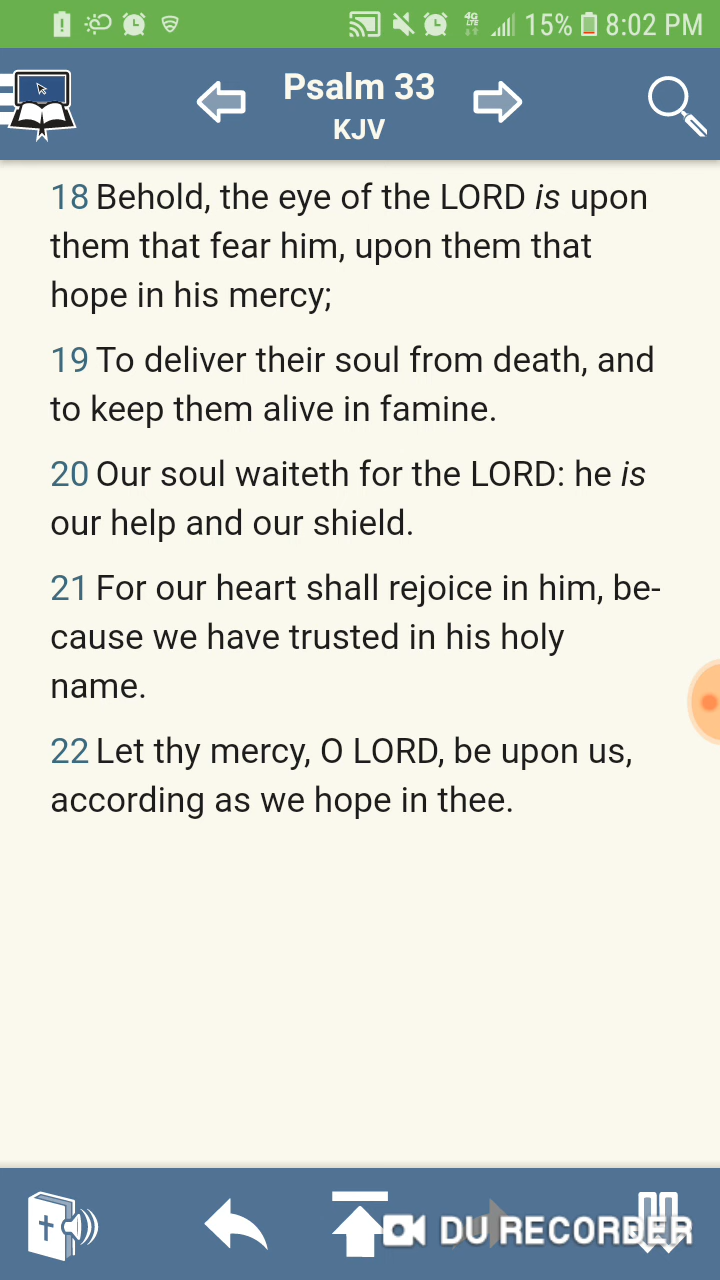 4G
LTE
15%
8:02 PM
Psalm 33
KJV
18 Behold, the eye of the LORD is upon
them that fear him, upon them that
hope in his mercy;
19 To deliver their soul from death, and
to keep them alive in famine.
20 Our soul waiteth for the LORD: he is
our help and our shield.
21 For our heart shall rejoice in him, be-
cause we have trusted in his holy
name.
22 Let thy mercy, O LORD, be upon us,
according as we hope in thee.
DU RECORDER